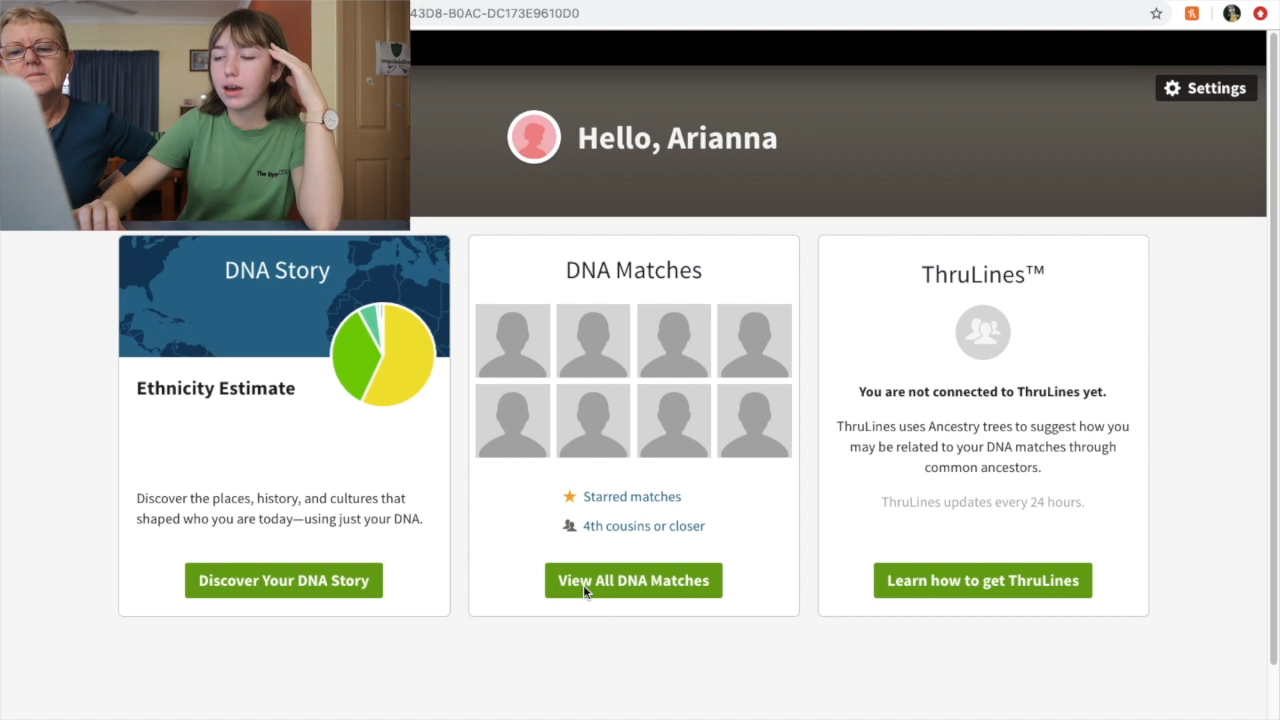 43D8-B0AC-DC173E9610D0
Settings
Hello, Arianna
DNA Story
Ethnicity Estimate
Discover the places, history, and cultures that
shaped who you are today—using just your DNA.
Discover Your DNA Story
DNA Matches
Starred matches
4th cousins or closer
View All DNA Matches
ThruLines™
You are not connected to ThruLines yet.
ThruLines uses Ancestry trees to suggest how you
may be related to your DNA matches through
common ancestors.
ThruLines updates every 24 hours.
Learn how to get ThruLines